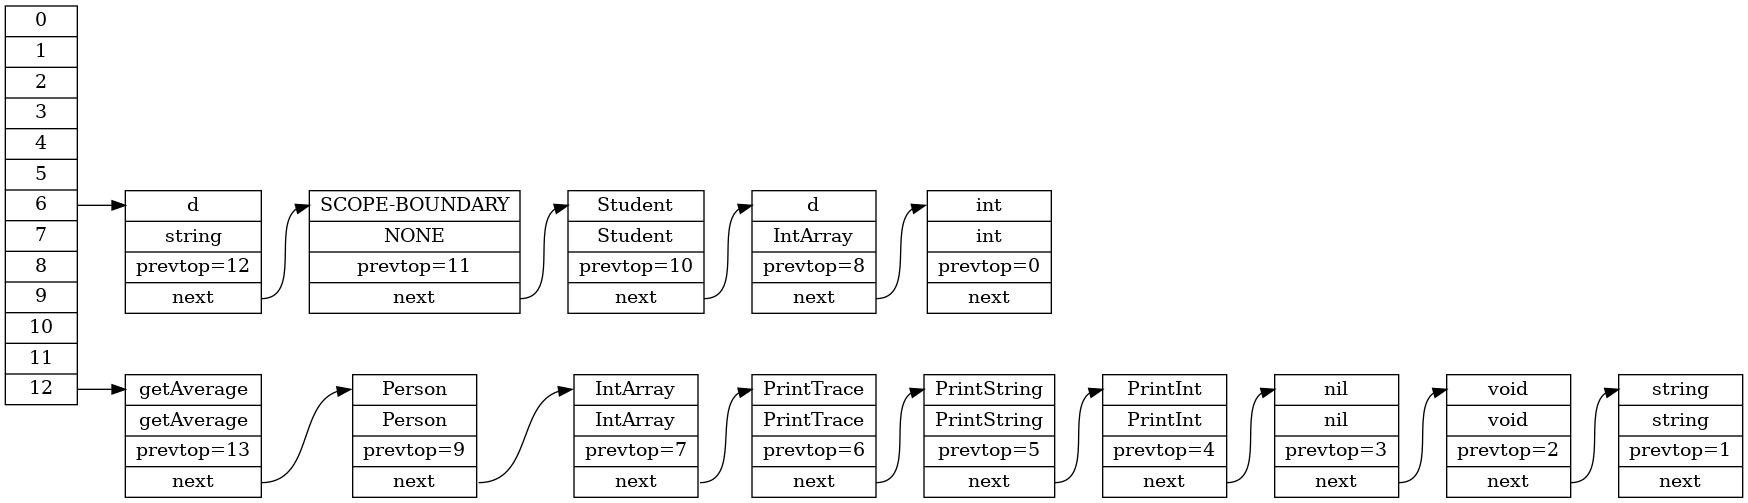 0
1
2
3
4
5
6
7
8
9
10
11
12
d
string
prevtop=12
next
SCOPE-BOUNDARY
NONE
prevtop=11
next
Student
Student
prevtop=10
next
d
IntArray
prevtop=8
next
int
int
prevtop=0
next
getAverage
getAverage
prevtop=13
next
Person
Person
prevtop=9
next
IntArray
IntArray
prevtop=7
next
PrintTrace
PrintTrace
prevtop=6
next
PrintString
PrintString
prevtop=5
next
PrintInt
PrintInt
prevtop=4
next
nil
nil
prevtop=3
next
void
void
prevtop=2
next
string
string
prevtop=1
next